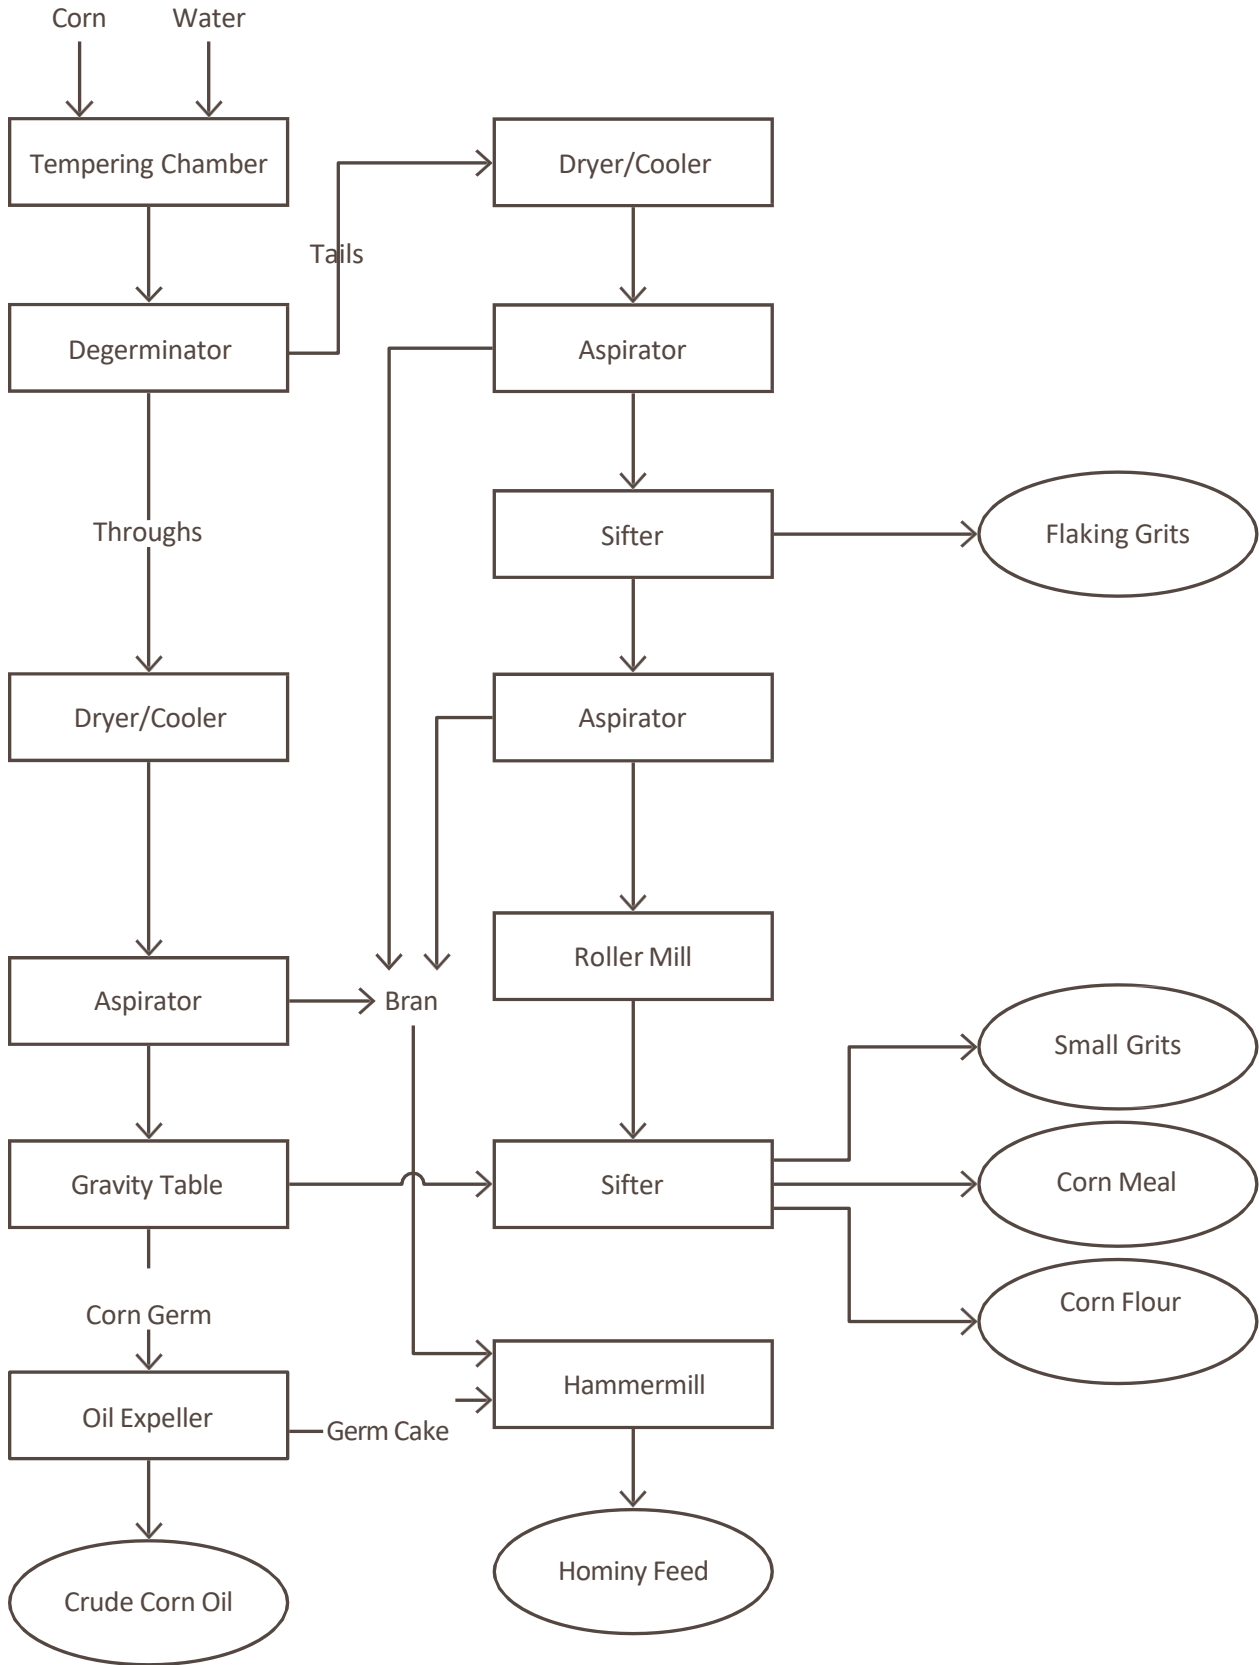 Corn
Water
Tempering Chamber
Dryer/Cooler
Tails
Degerminator
Aspirator
Throughs
Sifter
Flaking Grits
Dryer/Cooler
Aspirator
Roller Mill
Aspirator
Bran
Small Grits
Gravity Table
Sifter
Corn Meal
Corn Germ
Corn Flour
Hammermill
Oil Expeller
Germ Cake
Hominy Feed
Crude Corn Oil